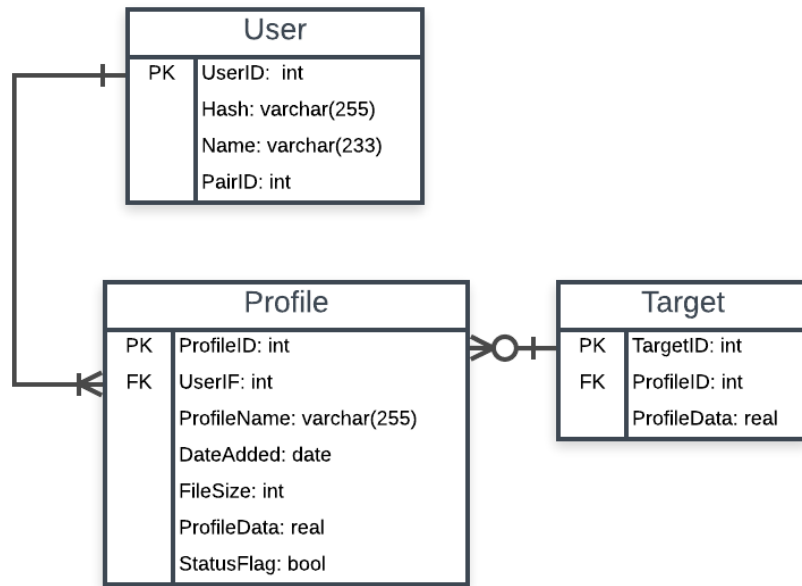 User
PK UserID: int
Hash: varchar(255)
Name: varchar(233)
PairID: int
Profile
PK ProfileID: int
FK UserIF: int
ProfileName: varchar(255)
DateAdded: date
FileSize: int
ProfileData: real
StatusFlag: bool
Target
PK TargetID: int
FK ProfileID: int
ProfileData: real